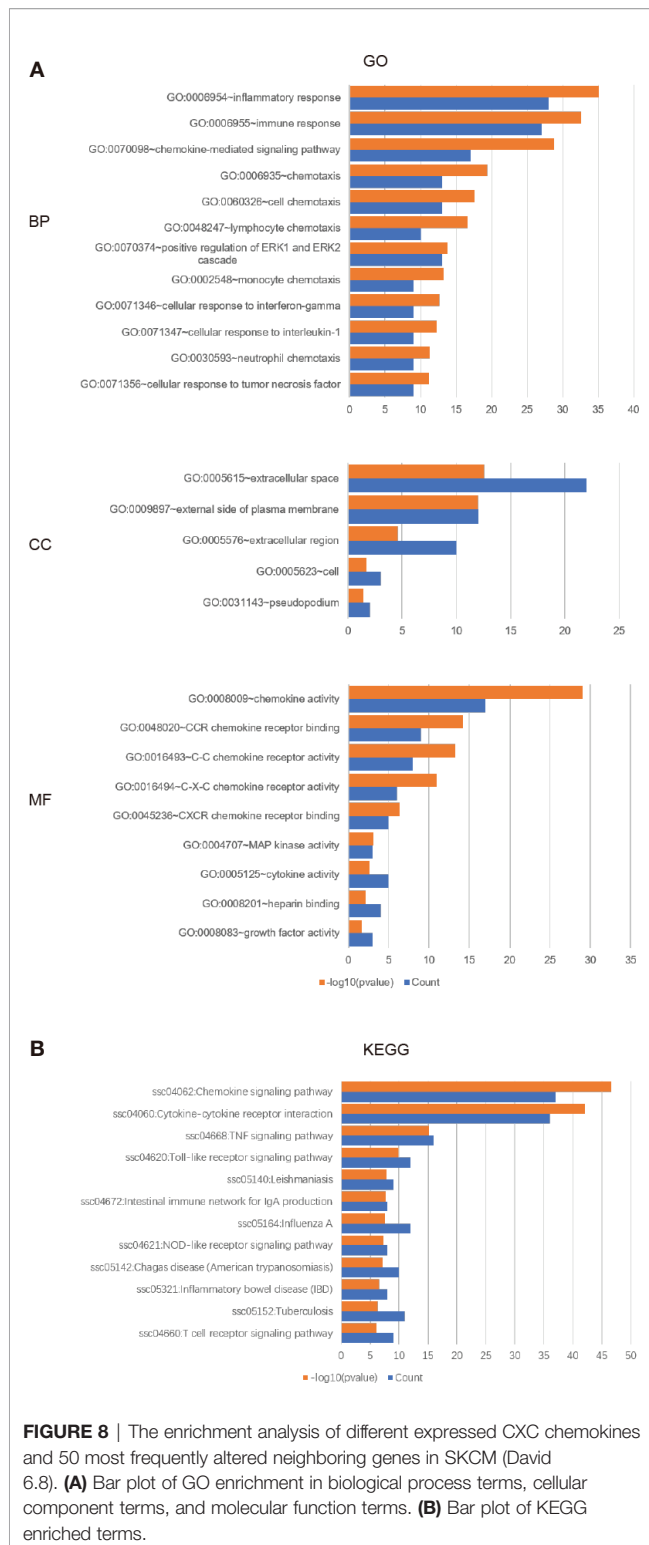 A
GO
BP
GO:0006954~inflammatory response
GO:0006955~immune response
GO:0070098~chemokine-mediated signaling pathway
GO:0006935~chemotaxis
GO:0060326~cell chemotaxis
GO:0048247~lymphocyte chemotaxis
GO:0070374~positive regulation of ERK1 and ERK2
cascade
GO:0002548~monocyte chemotaxis
GO:0071346~cellular response to interferon-gamma
GO:0071347~cellular response to interleukin-1
GO:0030593~neutrophil chemotaxis
GO:0071356~cellular response to tumor necrosis factor
0 5 10 15 20 25 30 35 40
CC
GO:0005615~extracellular space
GO:0009897~external side of plasma membrane
GO:0005576~extracellular region
GO:0005623~cell
GO:0031143~pseudopodium
0 5 10 15 20 25
MF
GO:0008009~chemokine activity
GO:0048020~CCR chemokine receptor binding
GO:0016493~C-C chemokine receptor activity
GO:0016494~C-X-C chemokine receptor activity
GO:0045236~CXCR chemokine receptor binding
GO:0004707~MAP kinase activity
GO:0005125~cytokine activity
GO:0008201~heparin binding
GO:0008083~growth factor activity
0 5 10 15 20 25 30 35
-log10(pvalue) Count
B
KEGG
ssc04062:Chemokine signaling pathway
ssc04060:Cytokine-cytokine receptor interaction
ssc04668:TNF signaling pathway
ssc04620:Toll-like receptor signaling pathway
ssc05140:Leishmaniasis
ssc04672:Intestinal immune network for IgA production
ssc05164:Influenza A
ssc04621:NOD-like receptor signaling pathway
ssc05142:Chagas disease (American trypanosomiasis)
ssc05321:Inflammatory bowel disease (IBD)
ssc05152:Tuberculosis
ssc04660:T cell receptor signaling pathway
0 5 10 15 20 25 30 35 40 45 50
-log10(pvalue) Count
FIGURE 8 | The enrichment analysis of different expressed CXC chemokines
and 50 most frequently altered neighboring genes in SKCM (David
6.8). (A) Bar plot of GO enrichment in biological process terms, cellular
component terms, and molecular function terms. (B) Bar plot of KEGG
enriched terms.